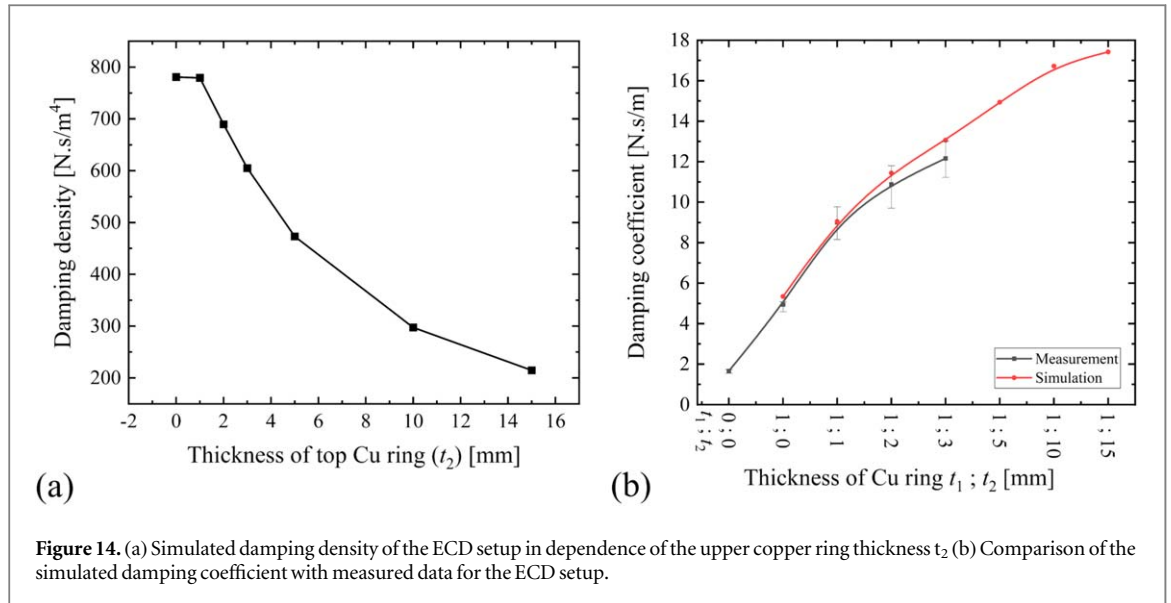 800
700
600
500
400
300
200
-2 0 2 4 6 8 10 12 14 16
Damping density [N.s/m⁴]
Thickness of top Cu ring (t₂) [mm]
(a)
18
16
14
12
10
8
6
4
2
0
Damping coefficient [N.s/m]
Measurement
Simulation
t₁ ; t₂
0 ; 0
1 ; 0
1 ; 1
1 ; 2
1 ; 3
1 ; 5
1 ; 10
1 ; 15
Thickness of Cu ring t₁ ; t₂ [mm]
(b)
Figure 14. (a) Simulated damping density of the ECD setup in dependence of the upper copper ring thickness t₂ (b) Comparison of the
simulated damping coefficient with measured data for the ECD setup.